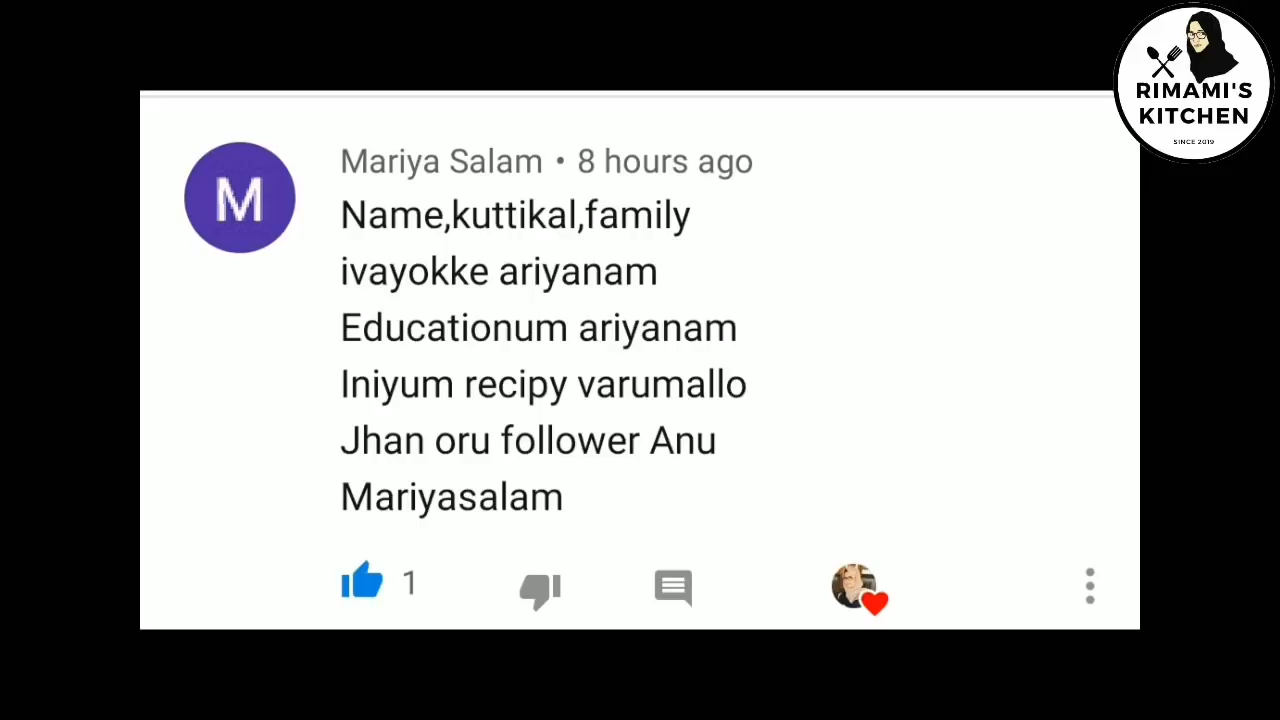 RIMAMI'S
KITCHEN
SINCE 2019
M
Mariya Salam • 8 hours ago
Name,kuttikal,family
ivayokke ariyanam
Educationum ariyanam
Iniyum recipy varumallo
Jhan oru follower Anu
Mariyasalam
1